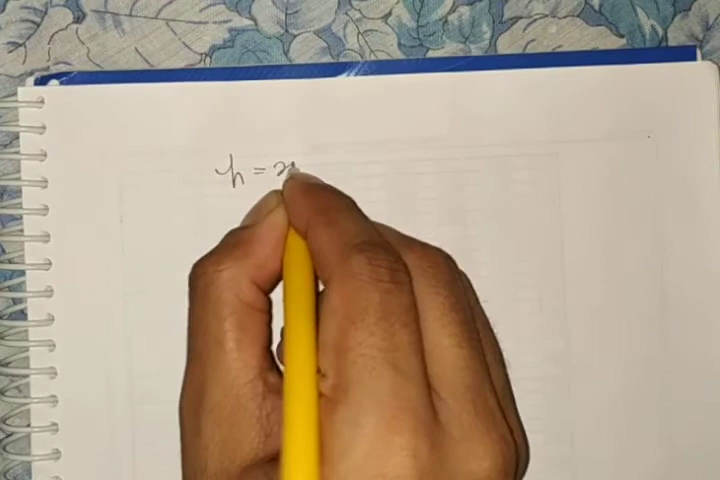 y = x